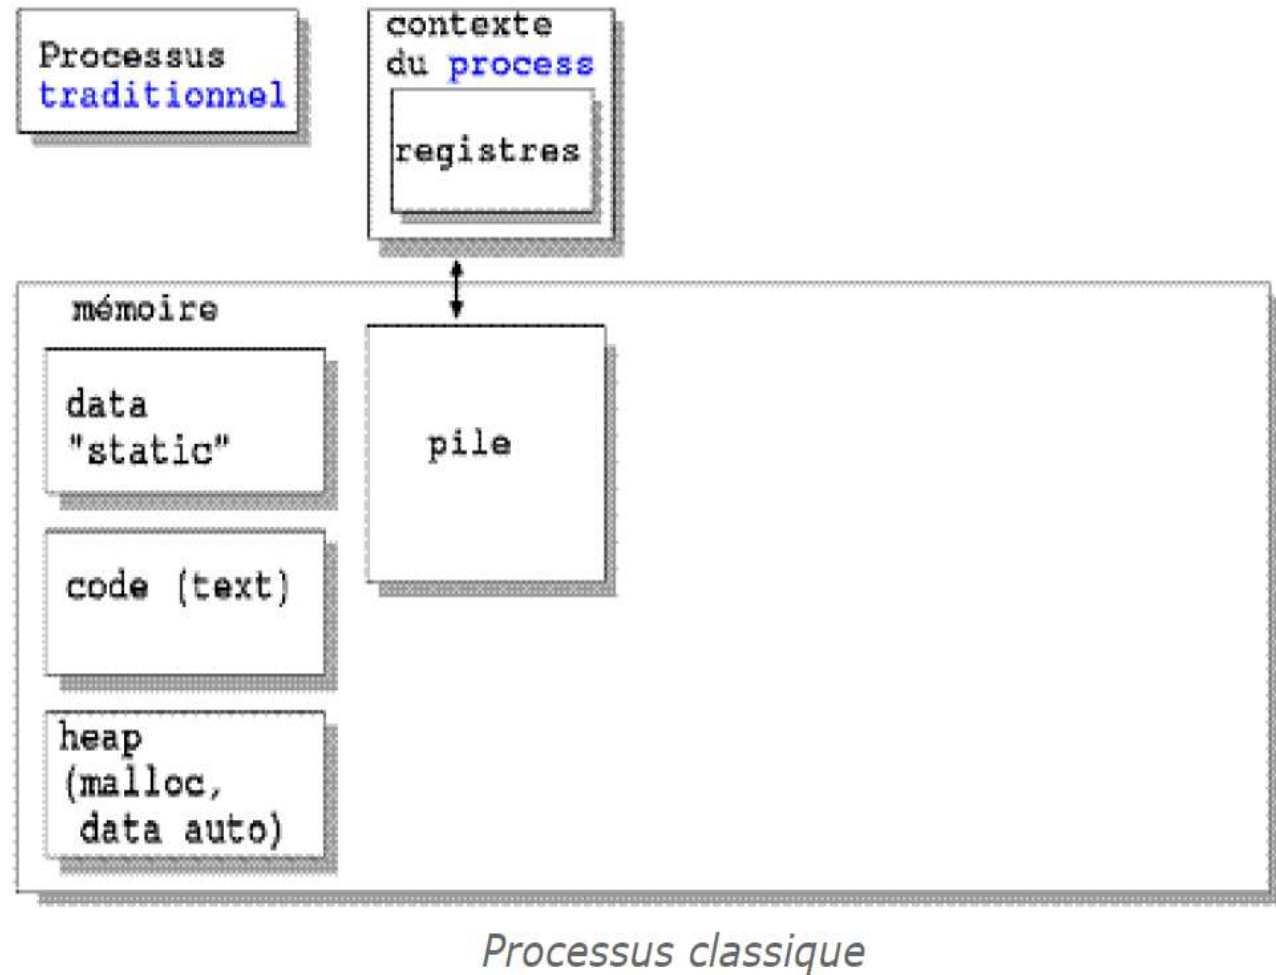 Processus
traditionnel
contexte
du process
registres
mémoire
data
"static"
pile
code (text)
heap
(malloc,
data auto)
Processus classique